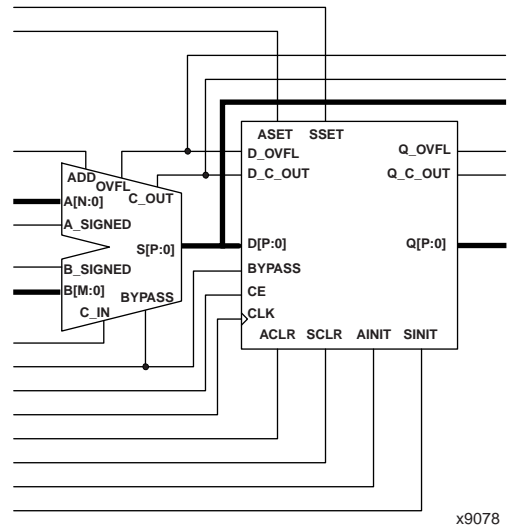 ASET SSET
D_OVFL Q_OVFL
D_C_OUT Q_C_OUT
ADD
OVFL
C_OUT
A[N:0]
A_SIGNED
S[P:0] D[P:0] Q[P:0]
B_SIGNED BYPASS
B[M:0] BYPASS CE
C_IN CLK
ACLR SCLR AINIT SINIT
x9078